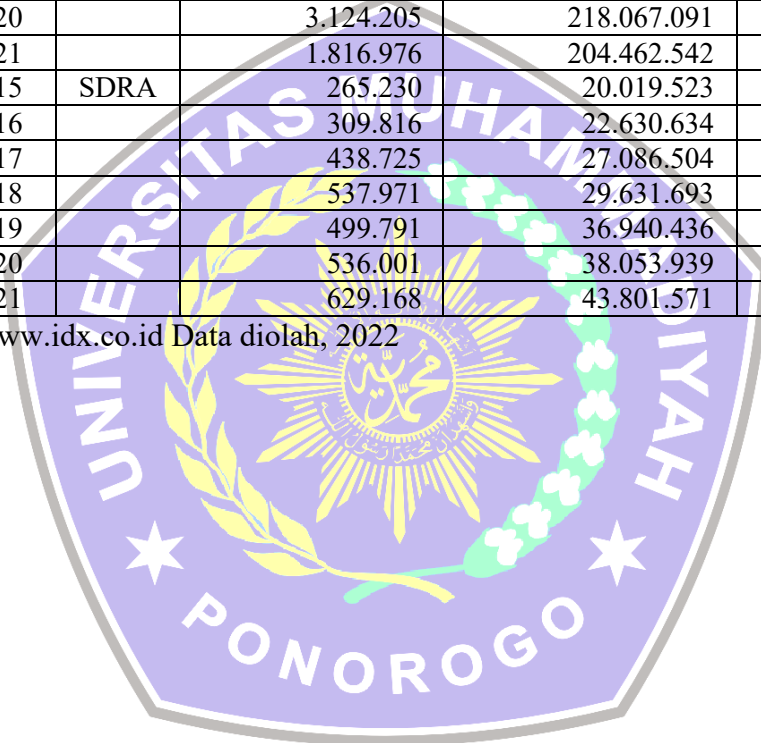 20 3.124.205 218.067.091
21 1.816.976 204.462.542
15 SDRA 265.230 20.019.523
16 309.816 22.630.634
17 438.725 27.086.504
18 537.971 29.631.693
19 499.791 36.940.436
20 536.001 38.053.939
21 629.168 43.801.571
ww.idx.co.id Data diolah, 2022
UNIVERSITAS MUHAMMADIYAH
PONOROGO
محمدية